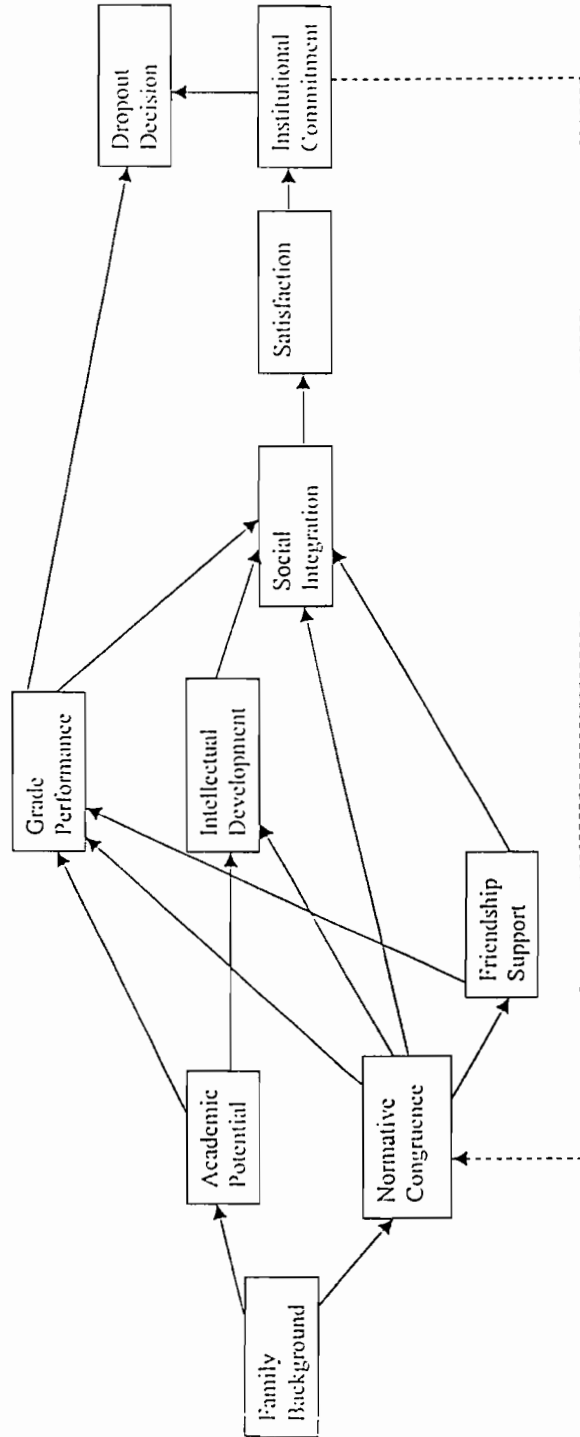 Family
Background
Academic
Potential
Normative
Congruence
Grade
Performance
Intellectual
Development
Friendship
Support
Social
Integration
Satisfaction
Institutional
Commitment
Dropout
Decision